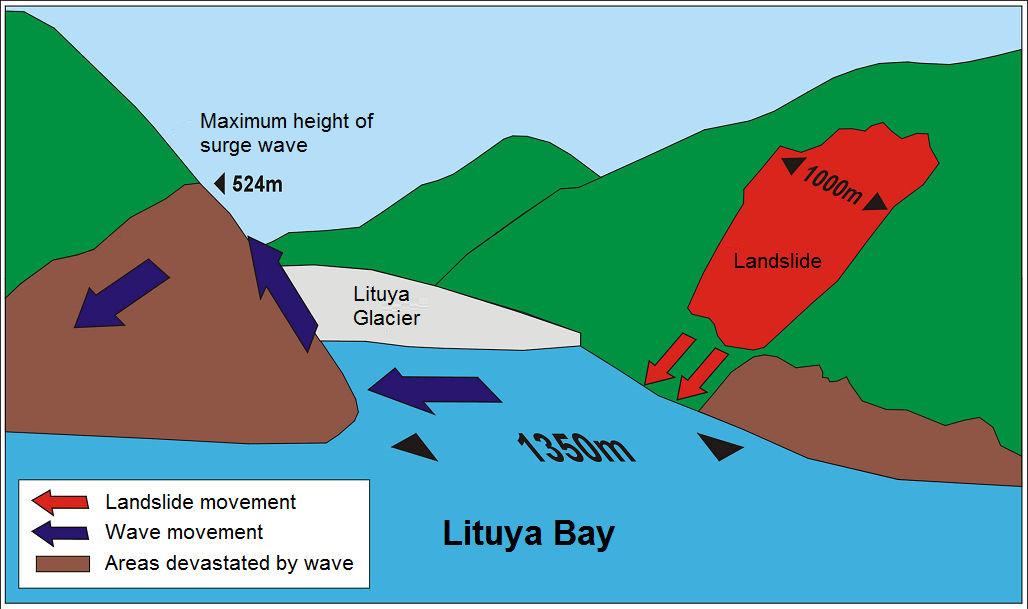 Maximum height of
surge wave
524m
1000m
Landslide
Lituya
Glacier
1350m
Lituya Bay
Landslide movement
Wave movement
Areas devastated by wave